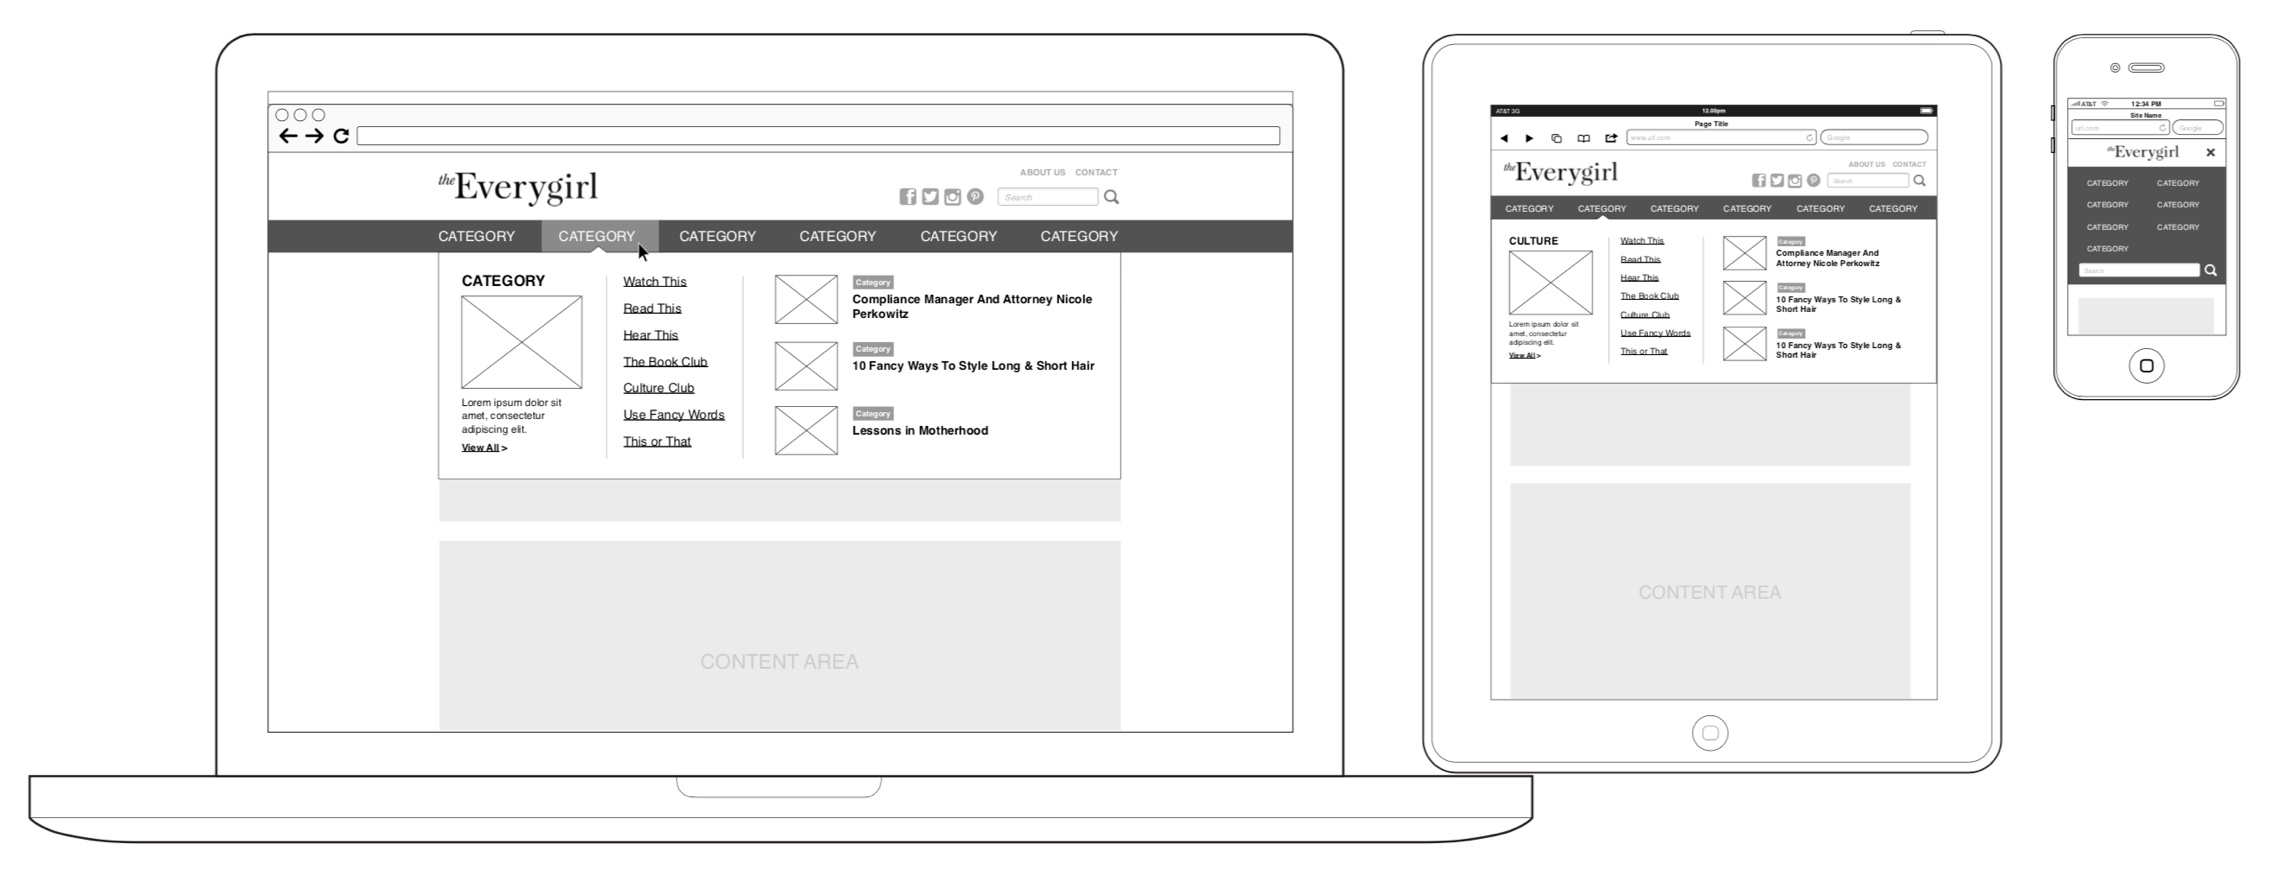 ABOUT US CONTACT
the Everygirl
Search
CATEGORY CATEGORY CATEGORY CATEGORY CATEGORY CATEGORY
CATEGORY
Lorem ipsum dolor sit
amet, consectetur
adipiscing elit.
View All >
Watch This
Read This
Hear This
The Book Club
Culture Club
Use Fancy Words
This or That
Category
Compliance Manager And Attorney Nicole
Perkowitz
Category
10 Fancy Ways To Style Long & Short Hair
Category
Lessons in Motherhood
CONTENT AREA
AT&T 3G 12:00pm
Page Title
www.url.com Google
ABOUT US CONTACT
the Everygirl
Search
CATEGORY CATEGORY CATEGORY CATEGORY CATEGORY CATEGORY
CULTURE
Lorem ipsum dolor sit
amet, consectetur
adipiscing elit.
View All >
Watch This
Read This
Hear This
The Book Club
Culture Club
Use Fancy Words
This or That
Category
Compliance Manager And
Attorney Nicole Perkowitz
Category
10 Fancy Ways To Style Long &
Short Hair
Category
10 Fancy Ways To Style Long &
Short Hair
CONTENT AREA
AT&T 12:34 PM
Site Name
url.com Google
the Everygirl
CATEGORY CATEGORY
CATEGORY CATEGORY
CATEGORY CATEGORY
CATEGORY
Search